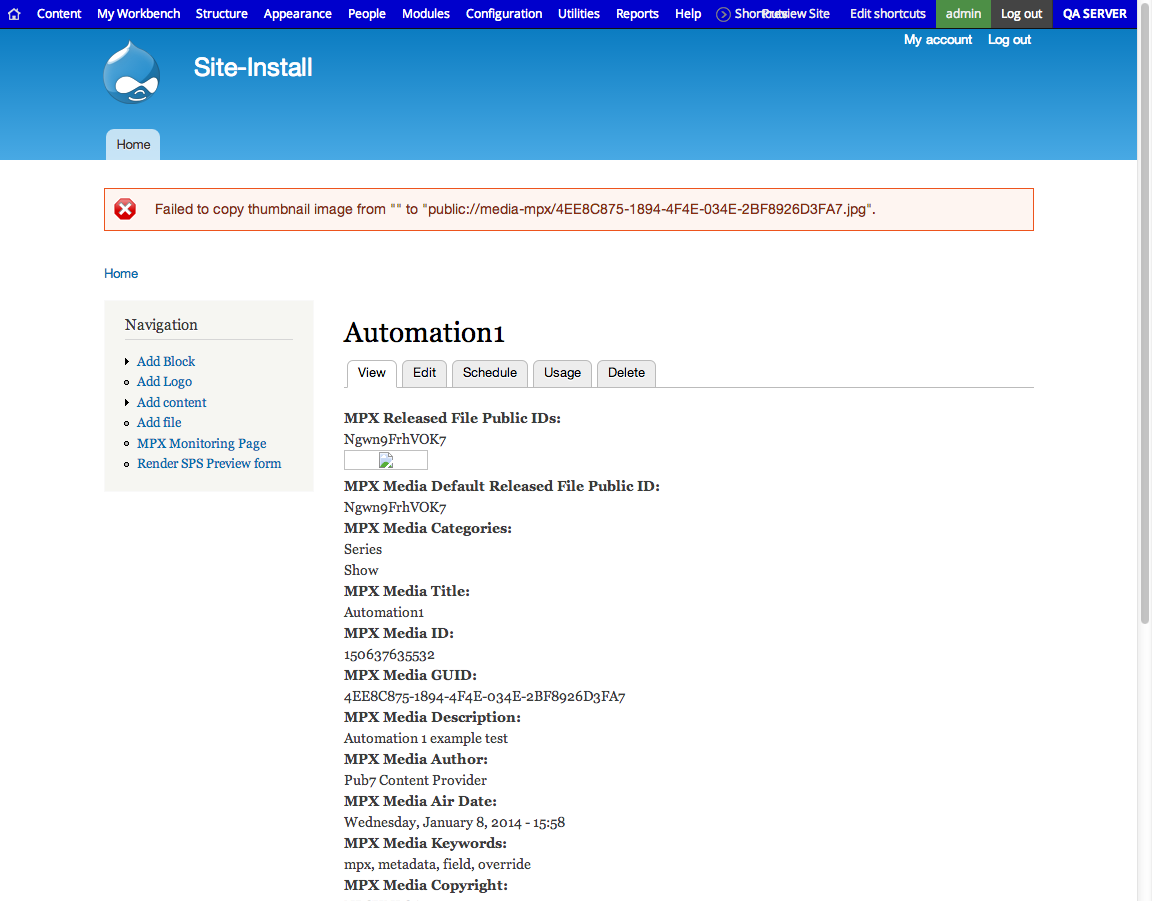 Content My Workbench Structure Appearance People Modules Configuration Utilities Reports Help Shortcuts Preview Site Edit shortcuts admin Log out QA SERVER
My account Log out
Site-Install
Home
Failed to copy thumbnail image from "" to "public://media-mpx/4EE8C875-1894-4F4E-034E-2BF8926D3FA7.jpg".
Home
Navigation
Add Block
Add Logo
Add content
Add file
MPX Monitoring Page
Render SPS Preview form
Automation1
View Edit Schedule Usage Delete
MPX Released File Public IDs:
Ngwn9FrhVOK7
MPX Media Default Released File Public ID:
Ngwn9FrhVOK7
MPX Media Categories:
Series
Show
MPX Media Title:
Automation1
MPX Media ID:
150637635532
MPX Media GUID:
4EE8C875-1894-4F4E-034E-2BF8926D3FA7
MPX Media Description:
Automation 1 example test
MPX Media Author:
Pub7 Content Provider
MPX Media Air Date:
Wednesday, January 8, 2014 - 15:58
MPX Media Keywords:
mpx, metadata, field, override
MPX Media Copyright: